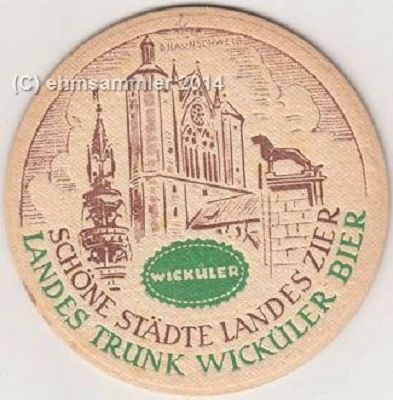 BRAUNSCHWEIG
(C) ehmsammler 2014
WICKÜLER
SCHÖNE STÄDTE LANDES ZIER
LANDES TRUNK WICKÜLER BIER